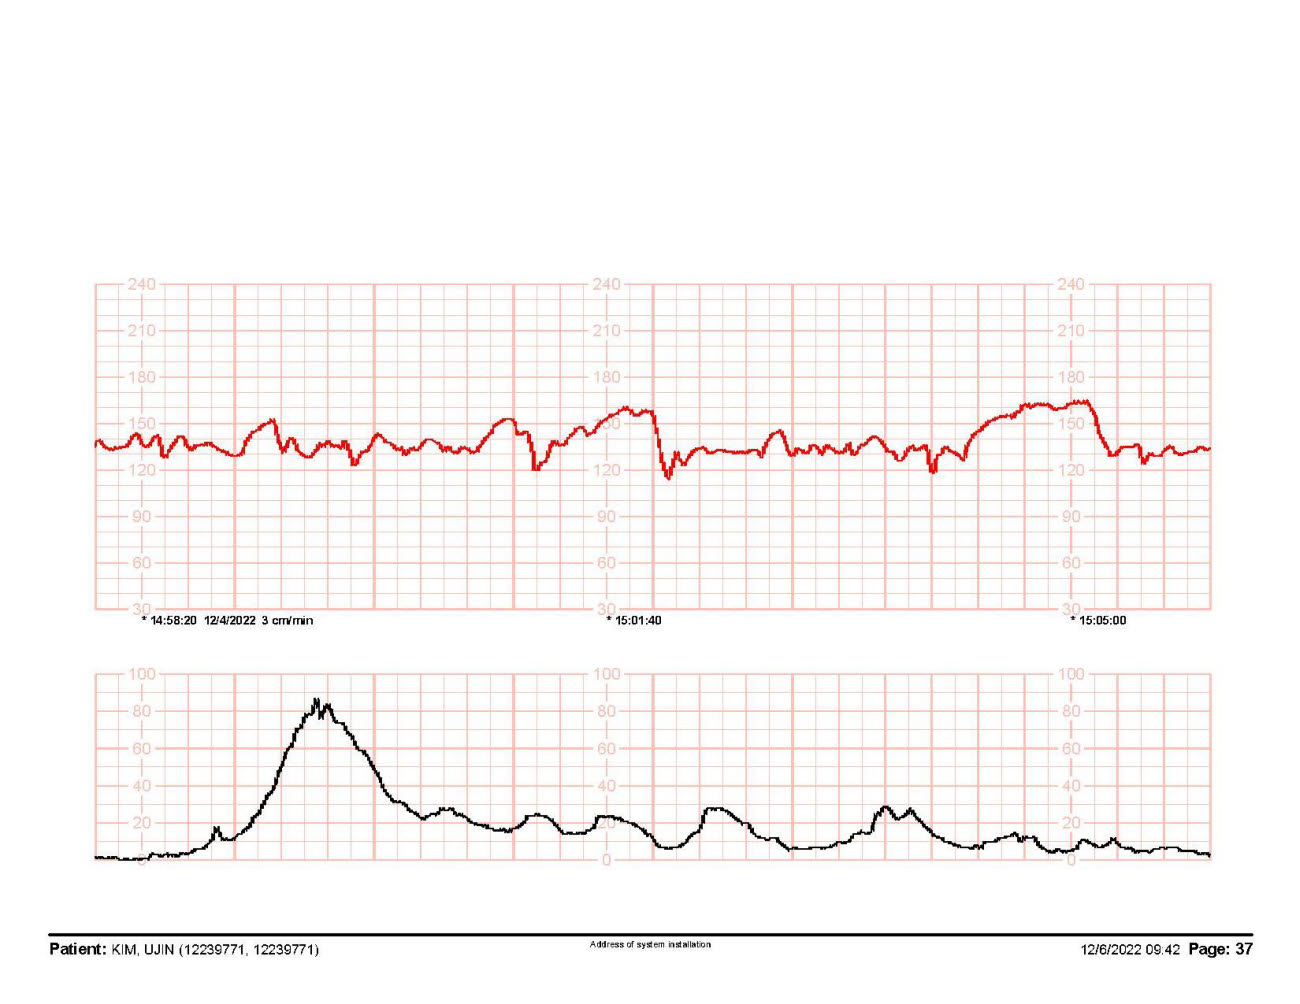 240 240 240
210 210 210
180 180 180
150 150 150
120 120 120
90 90 90
60 60 60
30 30 30
* 14:58:20 12/4/2022 3 cm/min * 15:01:40 * 15:05:00
100 100 100
80 80 80
60 60 60
40 40 40
20 20 20
0 0 0
Patient: KIM, UJIN (12239771, 12239771) Address of system installation 12/6/2022 09:42 Page: 37